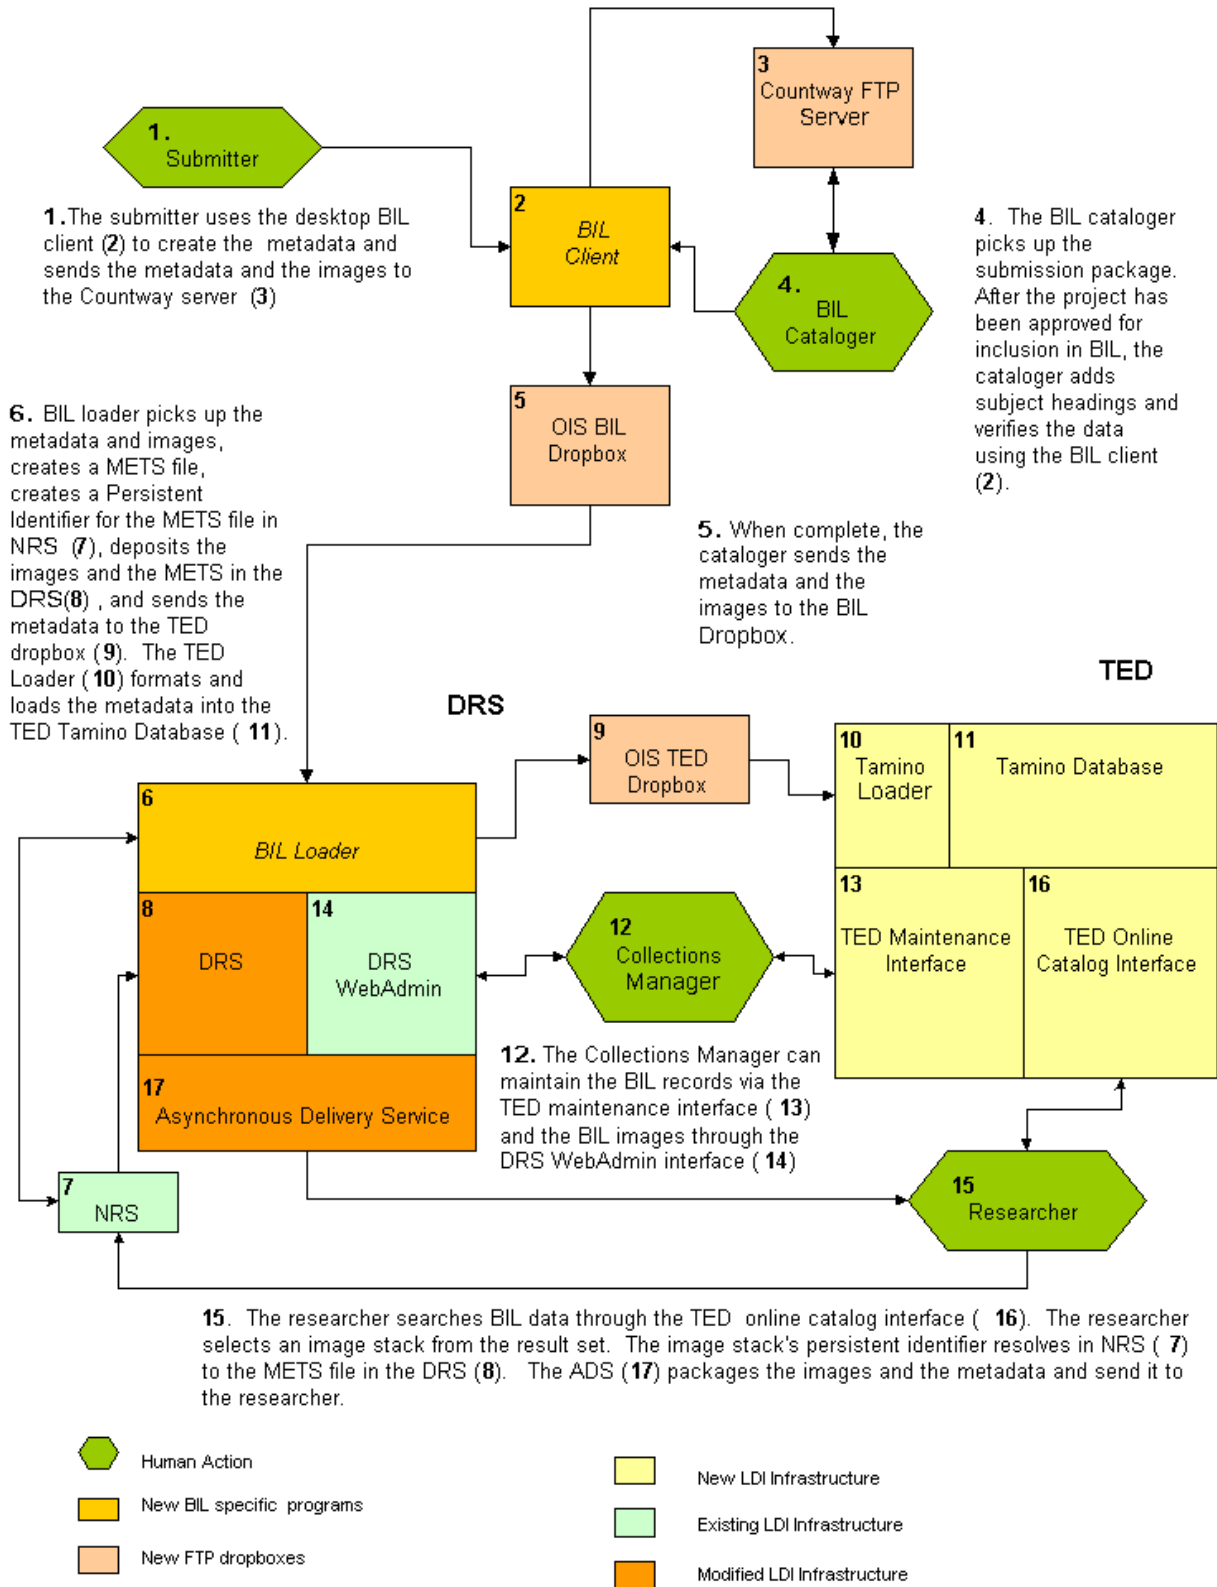 3
Countway FTP
Server
1.
Submitter
2
BIL
Client
1.The submitter uses the desktop BIL
client (2) to create the  metadata and
sends the metadata and the images to
the Countway server  (3)
4.
BIL
Cataloger
4.  The BIL cataloger
picks up the
submission package.
After the project has
been approved for
inclusion in BIL, the
cataloger adds
subject headings and
verifies the data
using the BIL client
(2).
5
OIS BIL
Dropbox
6. BIL loader picks up the
metadata and images,
creates a METS file,
creates a Persistent
Identifier for the METS file in
NRS  (7), deposits the
images and the METS in the
DRS(8) , and sends the
metadata to the TED
dropbox (9).  The TED
Loader ( 10) formats and
loads the metadata into the
TED Tamino Database ( 11).
5. When complete, the
cataloger sends the
metadata and the
images to the BIL
Dropbox.
DRS
TED
9
OIS TED
Dropbox
10
Tamino
Loader
11
Tamino Database
6
BIL Loader
8
DRS
14
DRS
WebAdmin
12
Collections
Manager
13
TED Maintenance
Interface
16
TED Online
Catalog Interface
17
Asynchronous Delivery Service
12. The Collections Manager can
maintain the BIL records via the
TED maintenance interface ( 13)
and the BIL images through the
DRS WebAdmin interface ( 14)
7
NRS
15
Researcher
15.  The researcher searches BIL data through the TED  online catalog interface (  16).  The researcher
selects an image stack from the result set.  The image stack's persistent identifier resolves in NRS ( 7)
to the METS file in the DRS (8).   The ADS (17) packages the images and the metadata and send it to
the researcher.
Human Action
New BIL specific  programs
New FTP dropboxes
New LDI Infrastructure
Existing LDI Infrastructure
Modified LDI Infrastructure